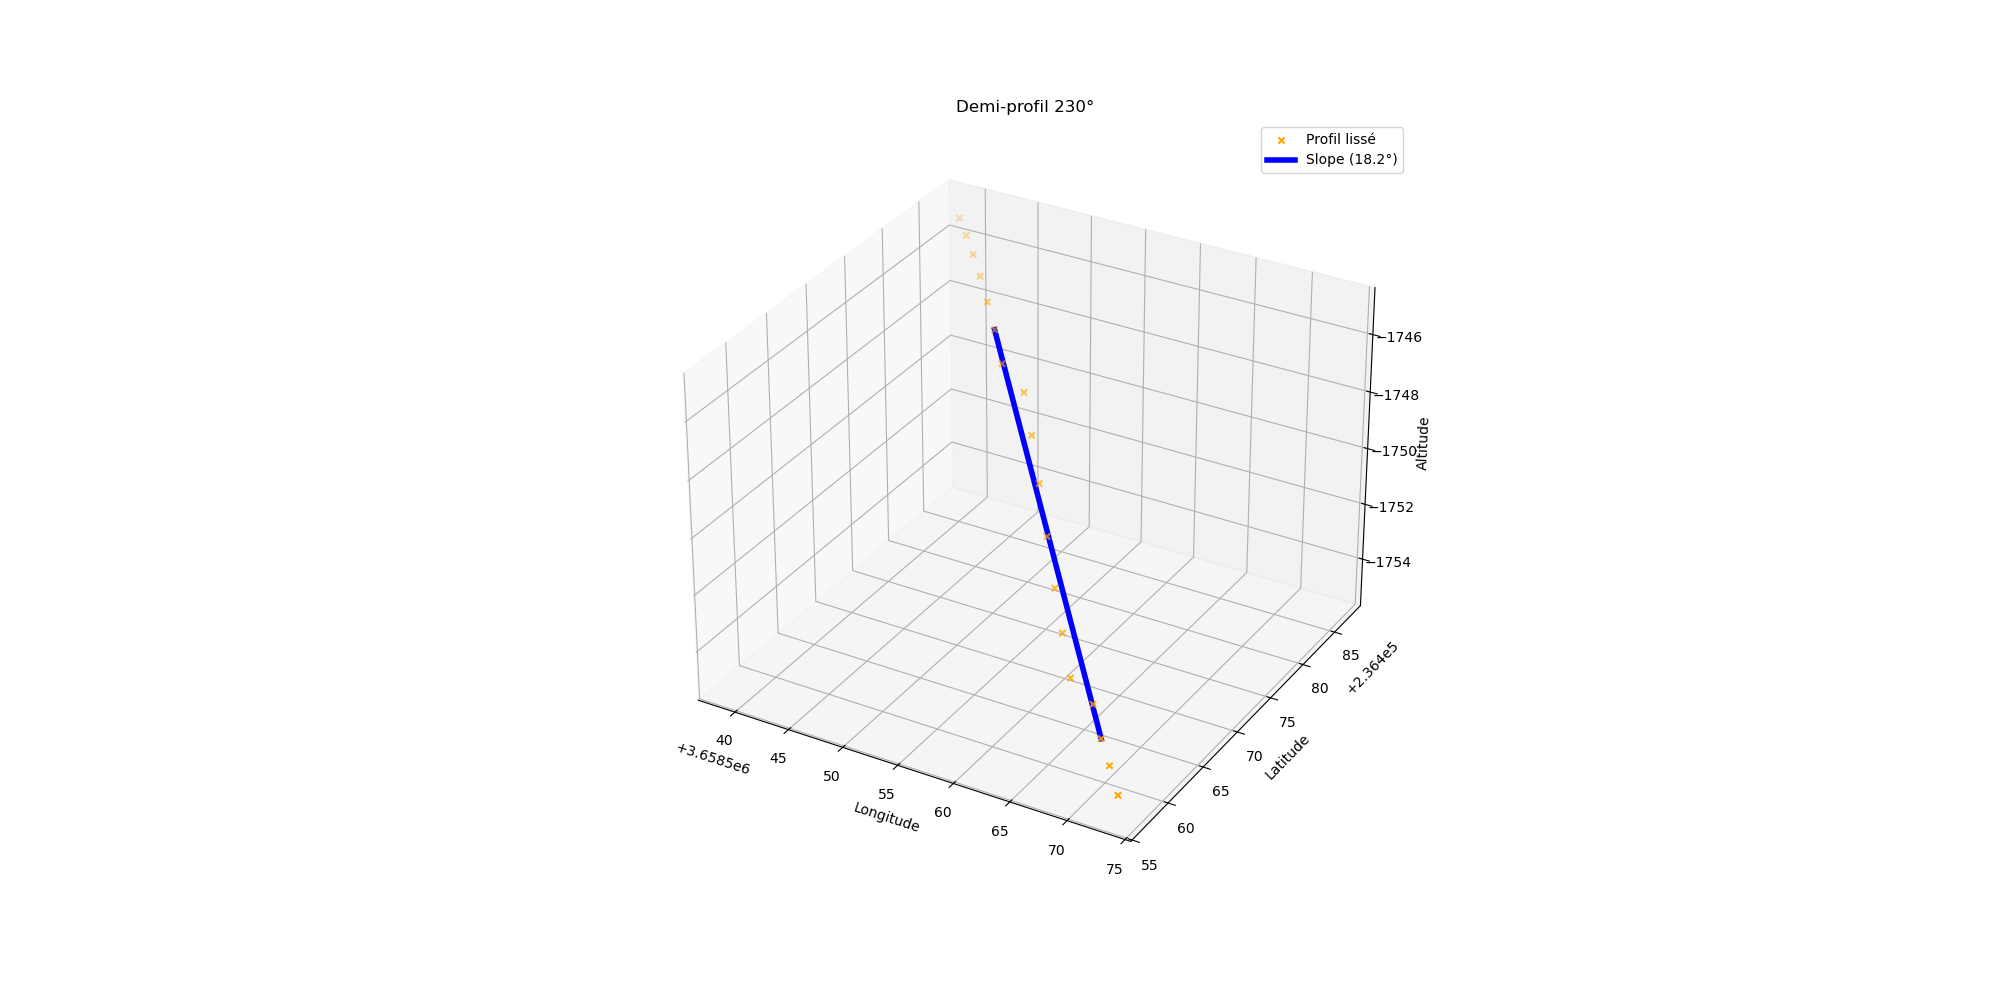 Demi-profil 230°
Profil lissé
Slope (18.2°)
−1746
−1748
−1750
−1752
−1754
Altitude
40
45
50
55
60
65
70
75
+3.6585e6
Longitude
55
60
65
70
75
80
85
+2.364e5
Latitude